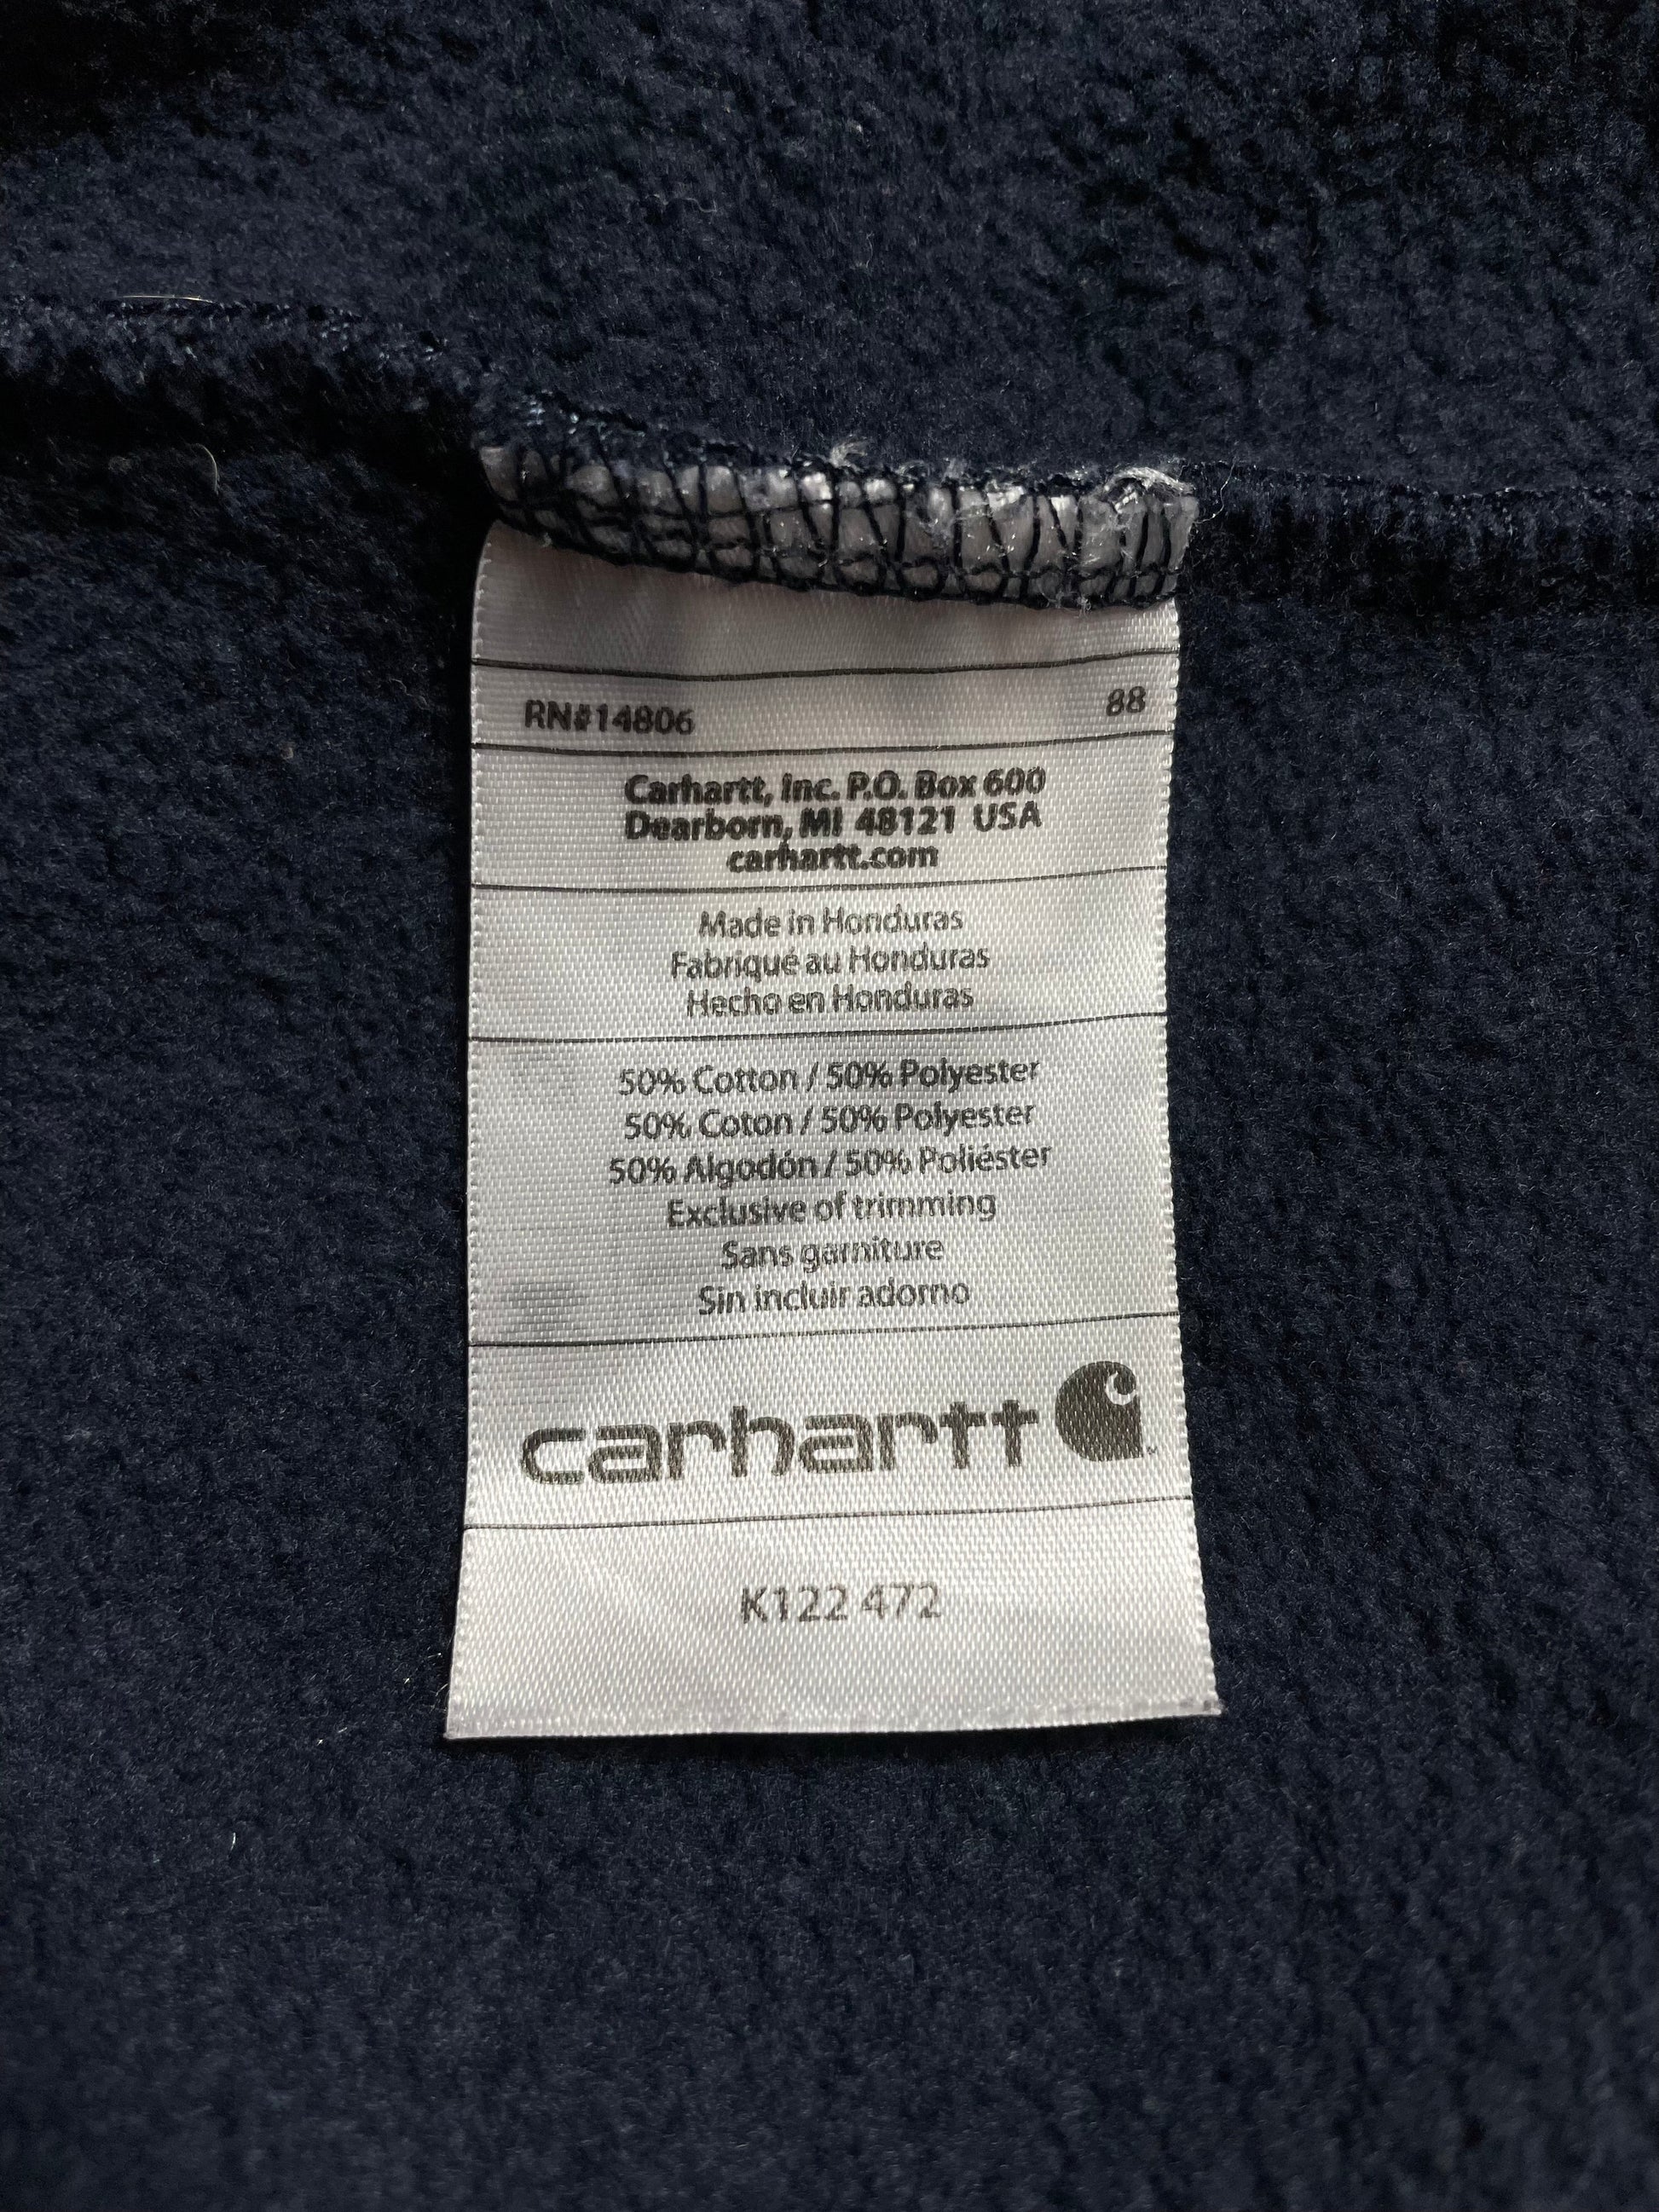 RN#14806 88
Carhartt, Inc. P.O. Box 600
Dearborn, MI 48121 USA
carhartt.com
Made in Honduras
Fabriqué au Honduras
Hecho en Honduras
50% Cotton / 50% Polyester
50% Coton / 50% Polyester
50% Algodón / 50% Poliéster
Exclusive of trimming
Sans garniture
Sin incluir adorno
carhartt
K122 472